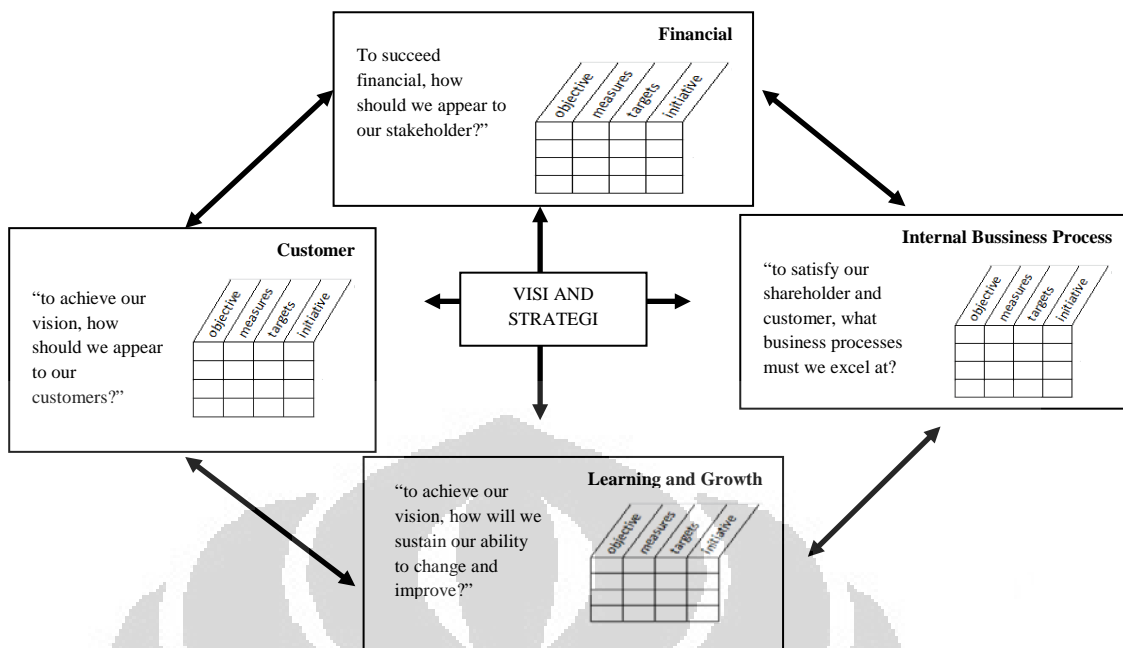 Financial
To succeed
financial, how
should we appear to
our stakeholder?”
objective
measures
targets
initiative
Customer
“to achieve our
vision, how
should we appear
to our
customers?”
objective
measures
targets
initiative
VISI AND
STRATEGI
Internal Bussiness Process
“to satisfy our
shareholder and
customer, what
business processes
must we excel at?
objective
measures
targets
initiative
Learning and Growth
“to achieve our
vision, how will we
sustain our ability
to change and
improve?”
objective
measures
targets
initiative